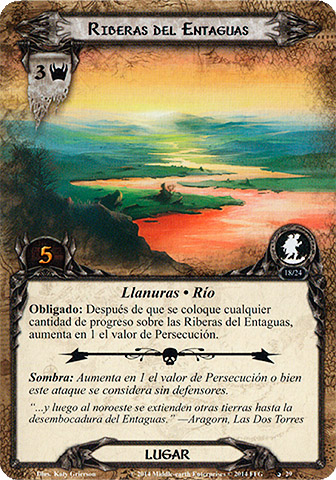 Riberas del Entaguas
3
5
18/24
Llanuras • Río
Obligado: Después de que se coloque cualquier
cantidad de progreso sobre las Riberas del Entaguas,
aumenta en 1 el valor de Persecución.
Sombra: Aumenta en 1 el valor de Persecución o bien
este ataque se considera sin defensores.
“...y luego al noroeste se extienden otras tierras hasta la
desembocadura del Entaguas.” —Aragorn, Las Dos Torres
LUGAR
Ilus. Katy Grierson
© 2014 Middle-earth Enterprises © 2014 FFG
29